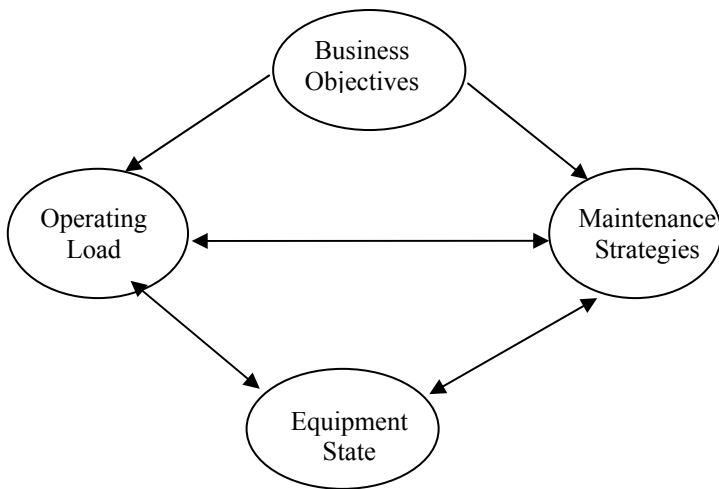 Business
Objectives
Operating
Load
Maintenance
Strategies
Equipment
State